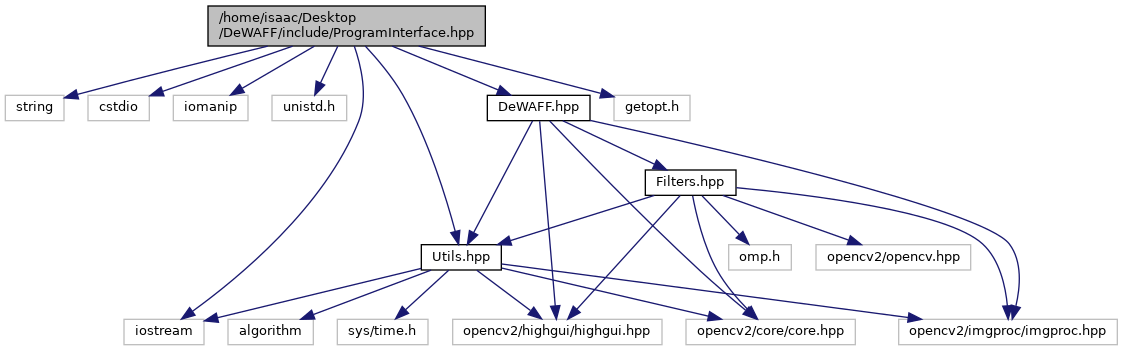 /home/isaac/Desktop
/DeWAFF/include/ProgramInterface.hpp
string
cstdio
iomanip
unistd.h
DeWAFF.hpp
getopt.h
Filters.hpp
Utils.hpp
omp.h
opencv2/opencv.hpp
iostream
algorithm
sys/time.h
opencv2/highgui/highgui.hpp
opencv2/core/core.hpp
opencv2/imgproc/imgproc.hpp